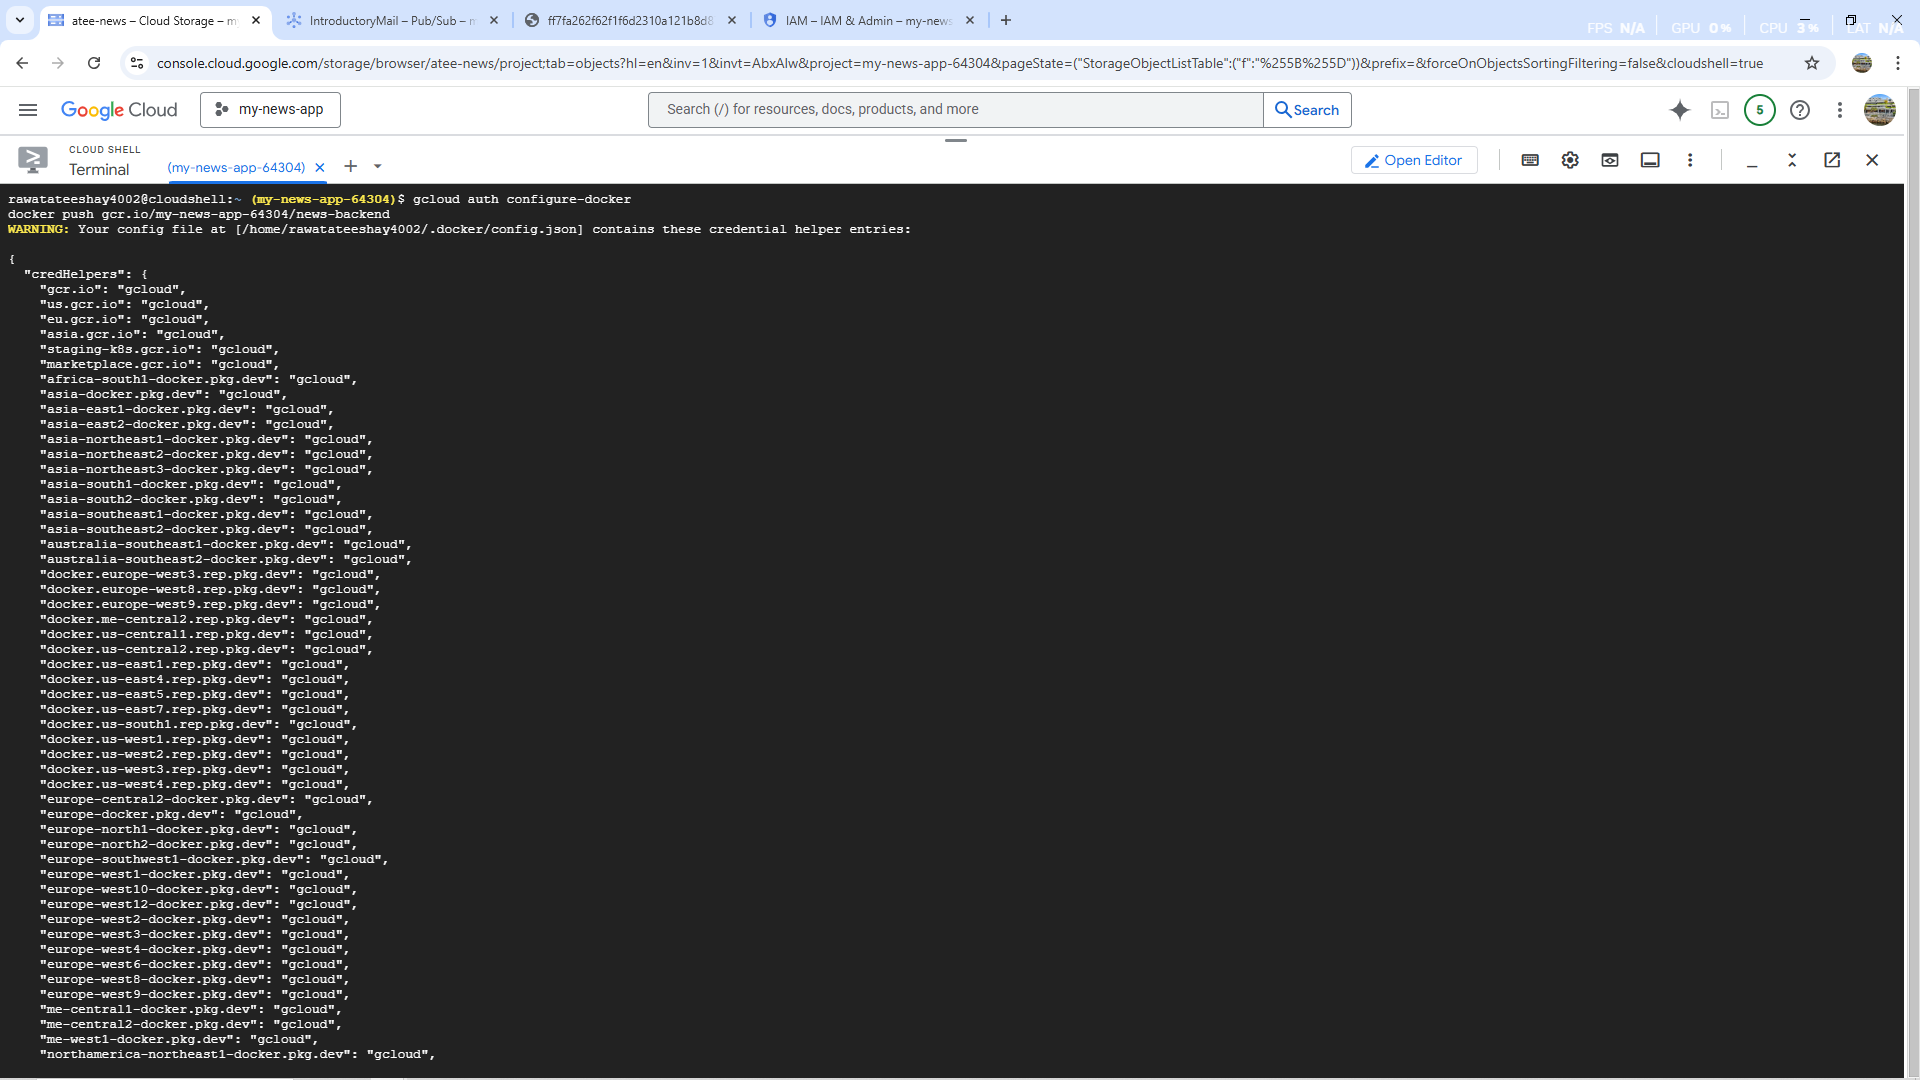 atee-news – Cloud Storage – my
IntroductoryMail – Pub/Sub – m
ff7fa262f62f1f6d2310a121b8d8
IAM – IAM & Admin – my-news
FPS N/A GPU 0% CPU 3% LAT N/A
console.cloud.google.com/storage/browser/atee-news/project;tab=objects?hl=en&inv=1&invt=AbxAlw&project=my-news-app-64304&pageState=("StorageObjectListTable":("f":"%255B%255D"))&prefix=&forceOnObjectsSortingFiltering=false&cloudshell=true
Google Cloud
my-news-app
Search (/) for resources, docs, products, and more
Search
5
CLOUD SHELL
Terminal
(my-news-app-64304)
Open Editor
rawatateeshay4002@cloudshell:~ (my-news-app-64304)$ gcloud auth configure-docker
docker push gcr.io/my-news-app-64304/news-backend
WARNING: Your config file at [/home/rawatateeshay4002/.docker/config.json] contains these credential helper entries:
{
"credHelpers": {
"gcr.io": "gcloud",
"us.gcr.io": "gcloud",
"eu.gcr.io": "gcloud",
"asia.gcr.io": "gcloud",
"staging-k8s.gcr.io": "gcloud",
"marketplace.gcr.io": "gcloud",
"africa-south1-docker.pkg.dev": "gcloud",
"asia-docker.pkg.dev": "gcloud",
"asia-east1-docker.pkg.dev": "gcloud",
"asia-east2-docker.pkg.dev": "gcloud",
"asia-northeast1-docker.pkg.dev": "gcloud",
"asia-northeast2-docker.pkg.dev": "gcloud",
"asia-northeast3-docker.pkg.dev": "gcloud",
"asia-south1-docker.pkg.dev": "gcloud",
"asia-south2-docker.pkg.dev": "gcloud",
"asia-southeast1-docker.pkg.dev": "gcloud",
"asia-southeast2-docker.pkg.dev": "gcloud",
"australia-southeast1-docker.pkg.dev": "gcloud",
"australia-southeast2-docker.pkg.dev": "gcloud",
"docker.europe-west3.rep.pkg.dev": "gcloud",
"docker.europe-west8.rep.pkg.dev": "gcloud",
"docker.europe-west9.rep.pkg.dev": "gcloud",
"docker.me-central2.rep.pkg.dev": "gcloud",
"docker.us-central1.rep.pkg.dev": "gcloud",
"docker.us-central2.rep.pkg.dev": "gcloud",
"docker.us-east1.rep.pkg.dev": "gcloud",
"docker.us-east4.rep.pkg.dev": "gcloud",
"docker.us-east5.rep.pkg.dev": "gcloud",
"docker.us-east7.rep.pkg.dev": "gcloud",
"docker.us-south1.rep.pkg.dev": "gcloud",
"docker.us-west1.rep.pkg.dev": "gcloud",
"docker.us-west2.rep.pkg.dev": "gcloud",
"docker.us-west3.rep.pkg.dev": "gcloud",
"docker.us-west4.rep.pkg.dev": "gcloud",
"europe-central2-docker.pkg.dev": "gcloud",
"europe-docker.pkg.dev": "gcloud",
"europe-north1-docker.pkg.dev": "gcloud",
"europe-north2-docker.pkg.dev": "gcloud",
"europe-southwest1-docker.pkg.dev": "gcloud",
"europe-west1-docker.pkg.dev": "gcloud",
"europe-west10-docker.pkg.dev": "gcloud",
"europe-west12-docker.pkg.dev": "gcloud",
"europe-west2-docker.pkg.dev": "gcloud",
"europe-west3-docker.pkg.dev": "gcloud",
"europe-west4-docker.pkg.dev": "gcloud",
"europe-west6-docker.pkg.dev": "gcloud",
"europe-west8-docker.pkg.dev": "gcloud",
"europe-west9-docker.pkg.dev": "gcloud",
"me-central1-docker.pkg.dev": "gcloud",
"me-central2-docker.pkg.dev": "gcloud",
"me-west1-docker.pkg.dev": "gcloud",
"northamerica-northeast1-docker.pkg.dev": "gcloud",